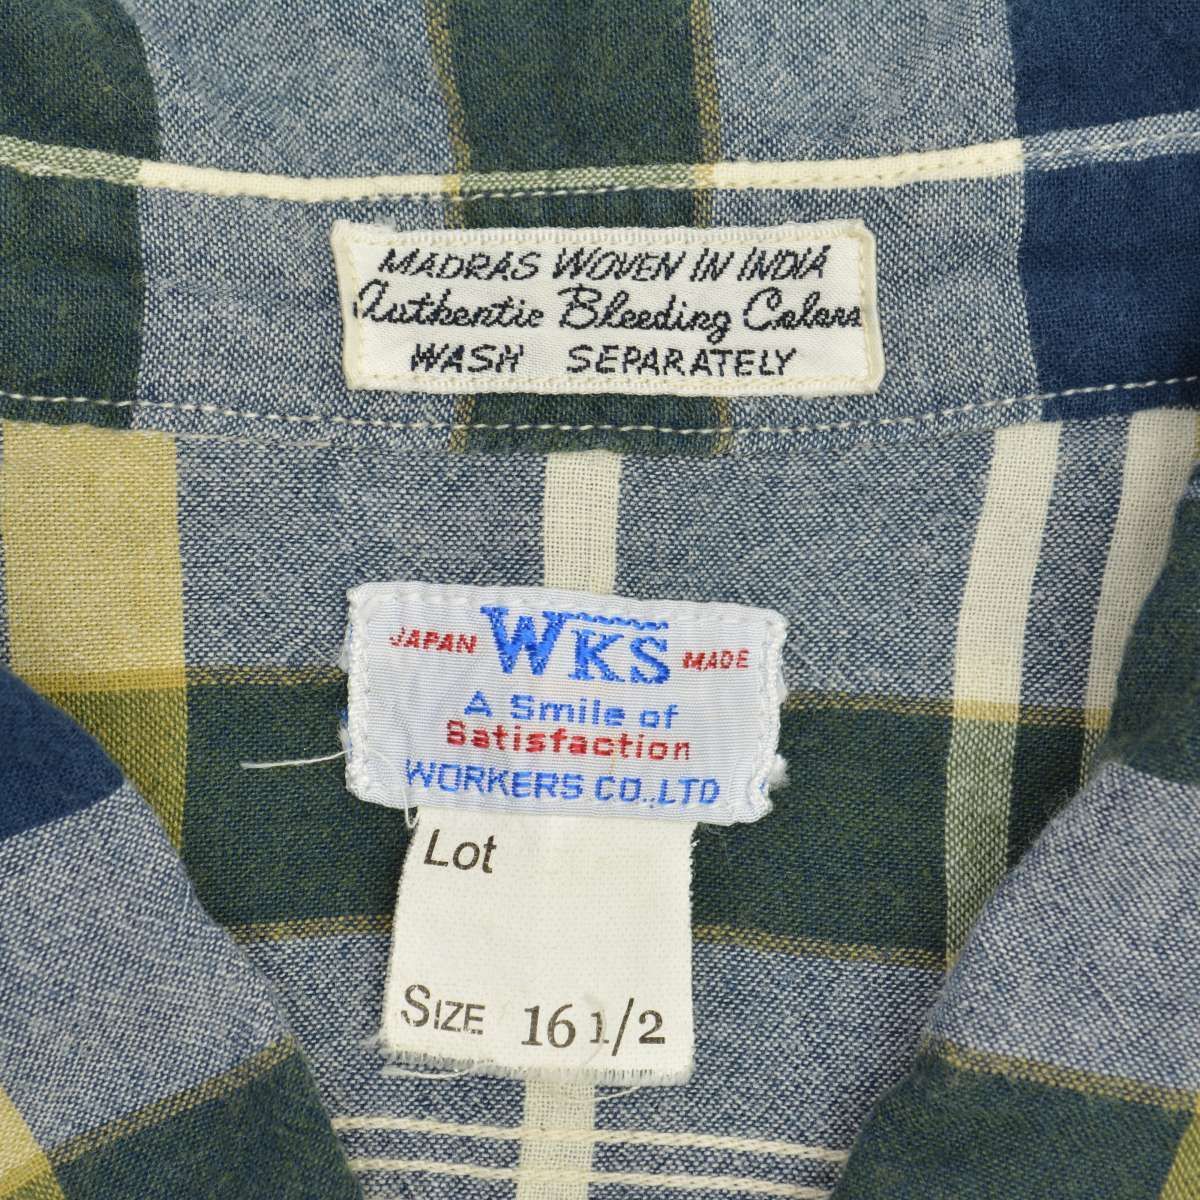 MADRAS WOVEN IN INDIA
Authentic Bleeding Colors
WASH SEPARATELY
JAPAN WKS MADE
A Smile of
Satisfaction
WORKERS CO.,LTD
Lot
SIZE 16 1/2